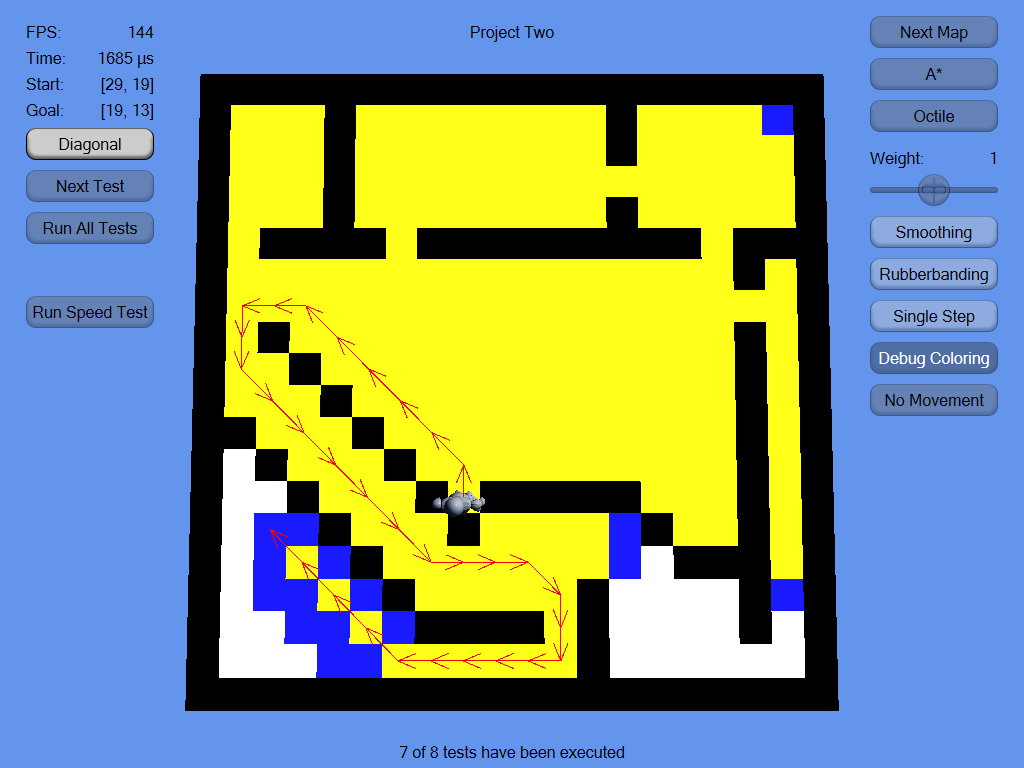 FPS: 144
Time: 1685 µs
Start: [29, 19]
Goal: [19, 13]
Diagonal
Next Test
Run All Tests
Run Speed Test
Project Two
Next Map
A*
Octile
Weight: 1
Smoothing
Rubberbanding
Single Step
Debug Coloring
No Movement
7 of 8 tests have been executed